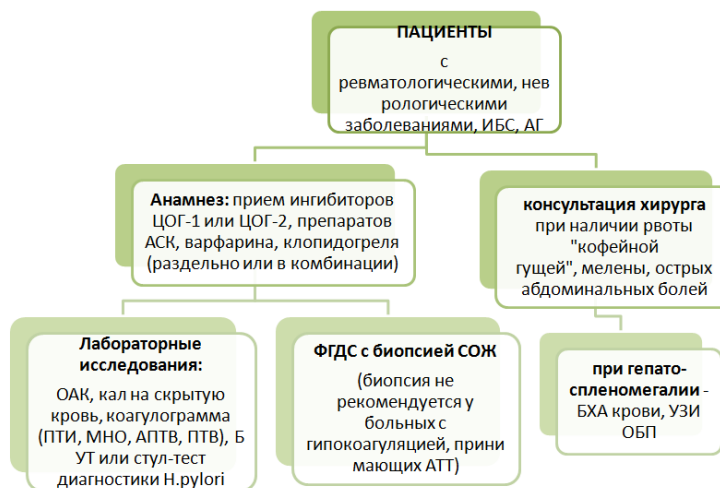 ПАЦИЕНТЫ
с
ревматологическими, нев
рологическими
заболеваниями, ИБС, АГ
Анамнез: прием ингибиторов
ЦОГ-1 или ЦОГ-2, препаратов
АСК, варфарина, клопидогреля
(раздельно или в комбинации)
консультация хирурга
при наличии рвоты
"кофейной
гущей", мелены, острых
абдоминальных болей
Лабораторные
исследования:
ОАК, кал на скрытую
кровь, коагулограмма
(ПТИ, МНО, АПТВ, ПТВ), Б
УТ или стул-тест
диагностики H.pylori
ФГДС с биопсией СОЖ
(биопсия не
рекомендуется у
больных с
гипокоагуляцией, прини
мающих АТТ)
при гепато-
спленомегалии -
БХА крови, УЗИ
ОБП